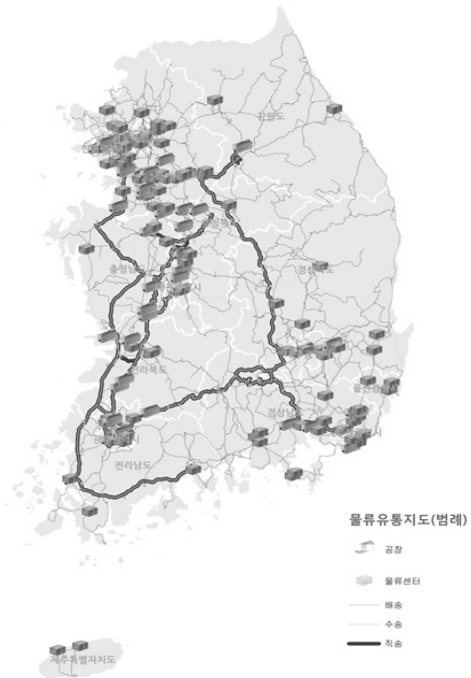 강원도
충청남도
경상북도
전라북도
경상남도
전라남도
제주특별자치도
물류유통지도(범례)
공장
물류센터
배송
수송
직송